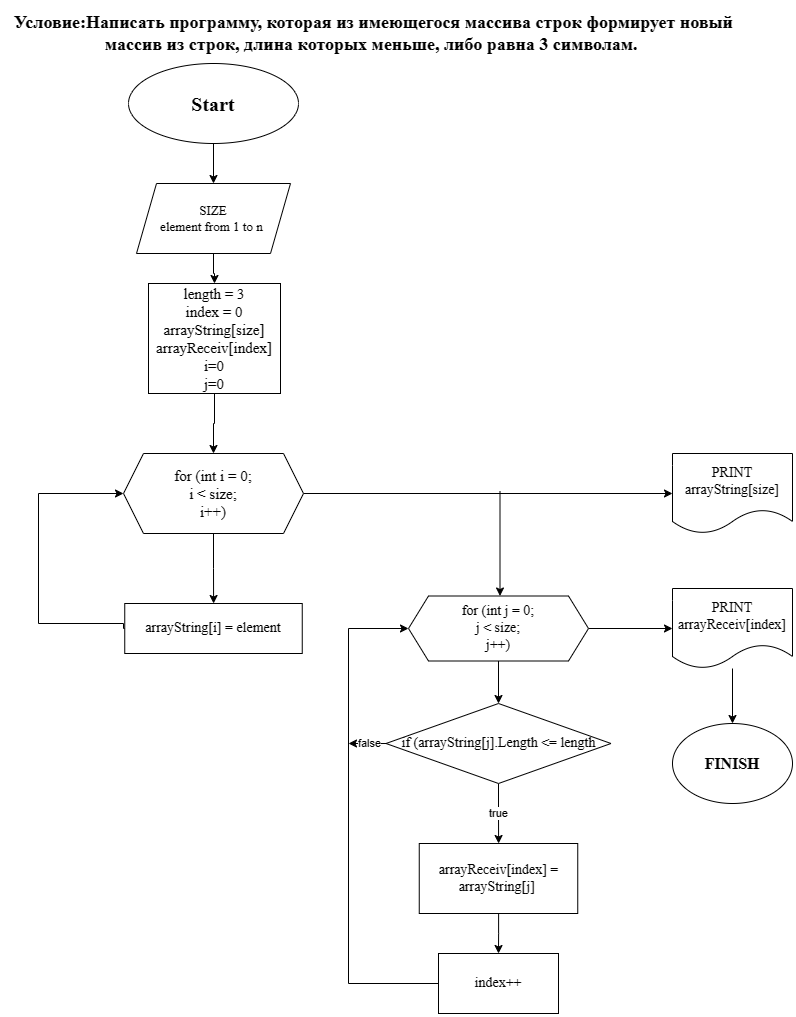 Условие:Написать программу, которая из имеющегося массива строк формирует новый
массив из строк, длина которых меньше, либо равна 3 символам.
Start
SIZE
element from 1 to n
length = 3
index = 0
arrayString[size]
arrayReceiv[index]
i=0
j=0
for (int i = 0;
i < size;
i++)
PRINT
arrayString[size]
arrayString[i] = element
for (int j = 0;
j < size;
j++)
PRINT
arrayReceiv[index]
false
if (arrayString[j].Length <= length
FINISH
true
arrayReceiv[index] =
arrayString[j]
index++